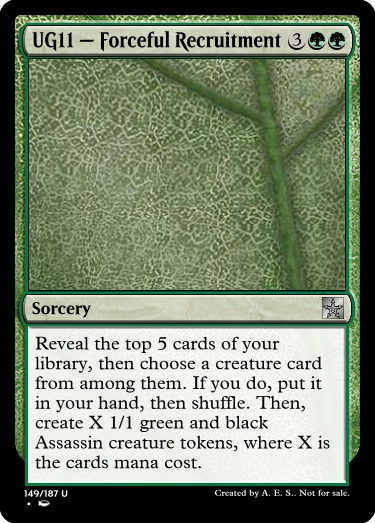 UG11 — Forceful Recruitment 3
Sorcery
Reveal the top 5 cards of your
library, then choose a creature card
from among them. If you do, put it
in your hand, then shuffle. Then,
create X 1/1 green and black
Assassin creature tokens, where X is
the cards mana cost.
149/187 U
Created by A. E. S.. Not for sale.